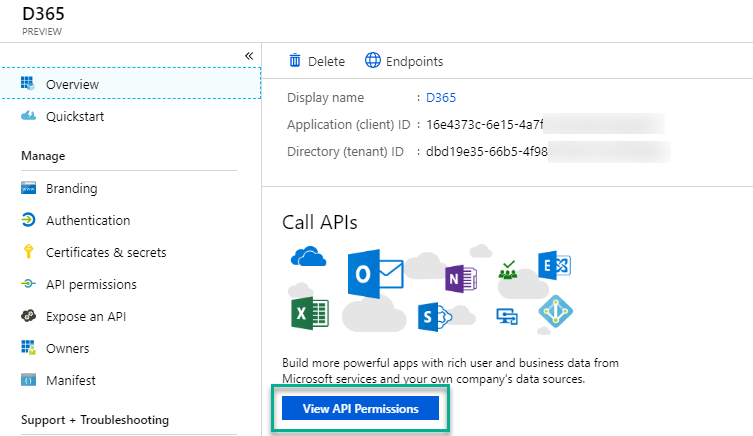 D365
PREVIEW
«
Overview
Quickstart
Manage
Branding
Authentication
Certificates & secrets
API permissions
Expose an API
Owners
Manifest
Support + Troubleshooting
Delete
Endpoints
Display name : D365
Application (client) ID : 16e4373c-6e15-4a7f
Directory (tenant) ID : dbd19e35-66b5-4f98
Call APIs
O
N
E
X
S
Build more powerful apps with rich user and business data from
Microsoft services and your own company's data sources.
View API Permissions